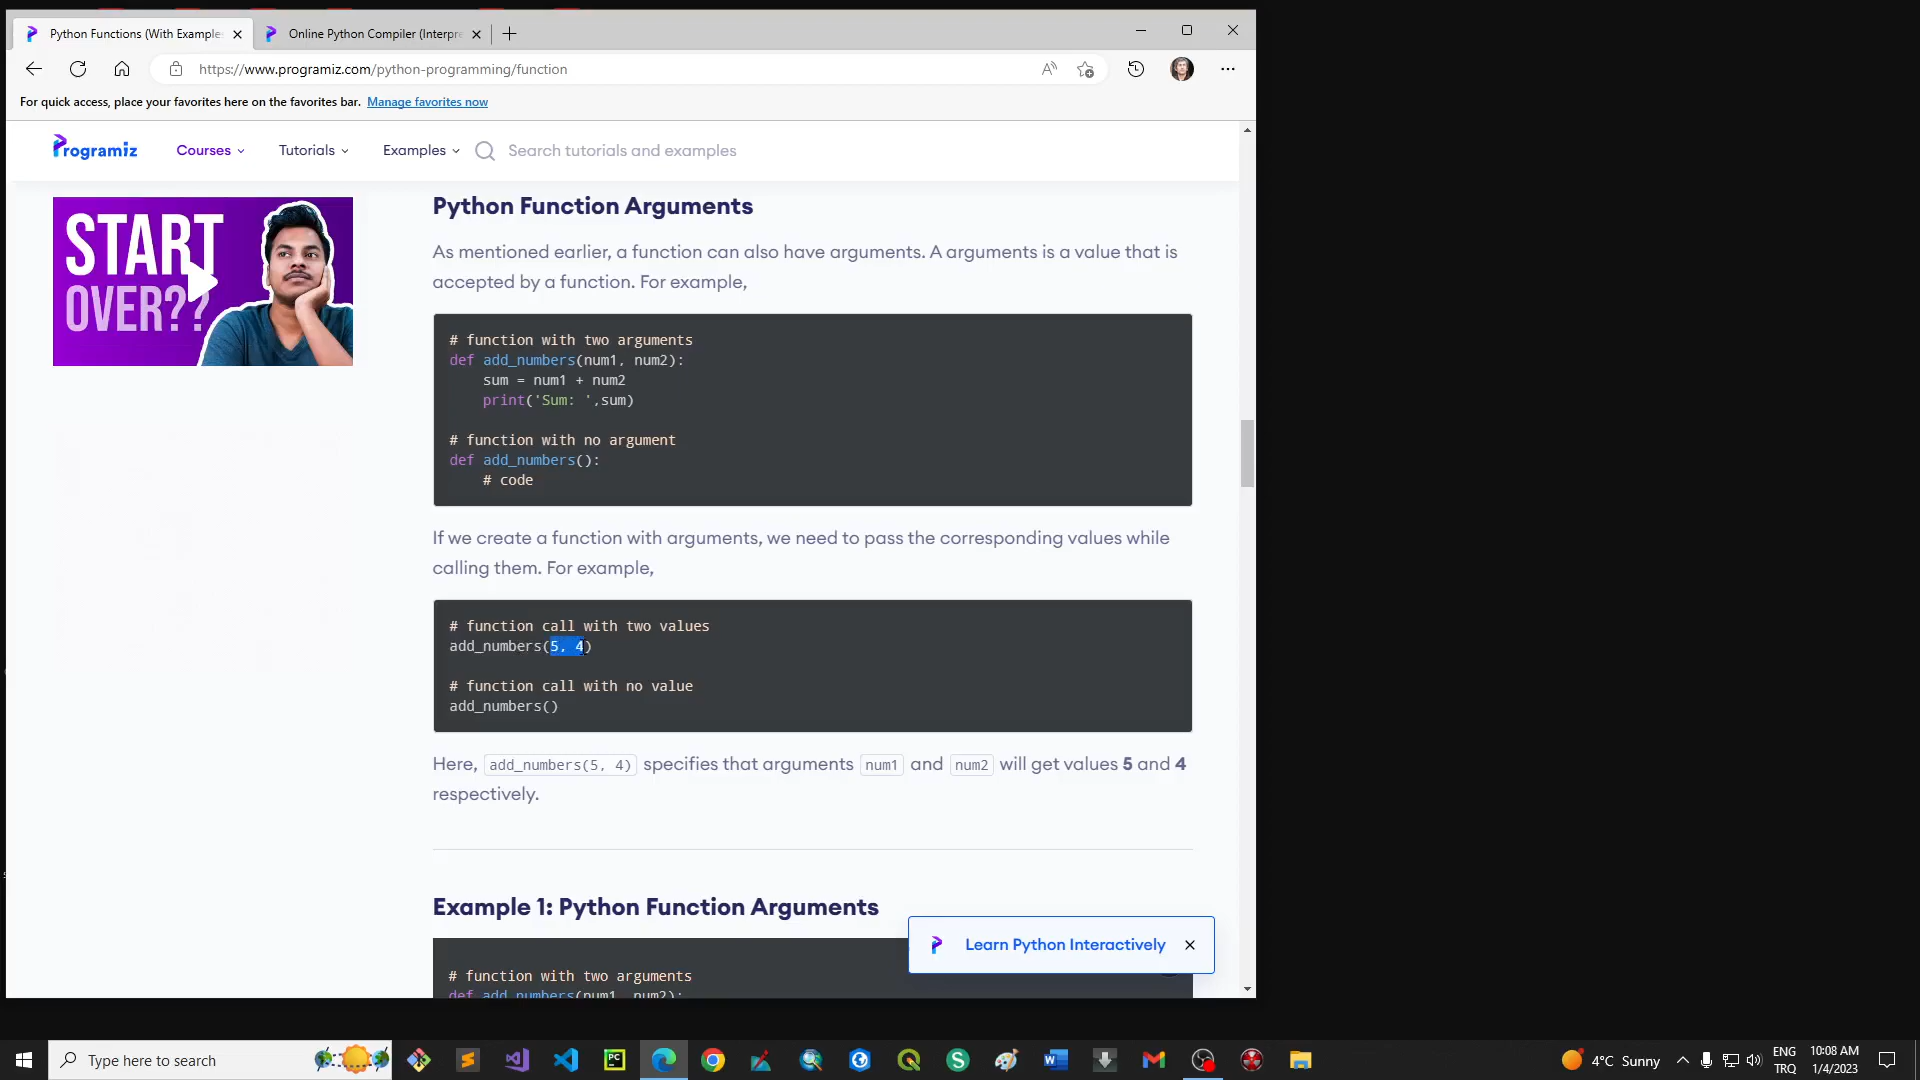 Python Functions (With Example
Online Python Compiler (Interpre
https://www.programiz.com/python-programming/function
For quick access, place your favorites here on the favorites bar. Manage favorites now
Programiz
Courses
Tutorials
Examples
Search tutorials and examples
START
OVER??
Python Function Arguments
As mentioned earlier, a function can also have arguments. A arguments is a value that is
accepted by a function. For example,
# function with two arguments
def add_numbers(num1, num2):
sum = num1 + num2
print('Sum: ',sum)
# function with no argument
def add_numbers():
# code
If we create a function with arguments, we need to pass the corresponding values while
calling them. For example,
# function call with two values
add_numbers(5, 4)
# function call with no value
add_numbers()
Here, add_numbers(5, 4) specifies that arguments num1 and num2 will get values 5 and 4
respectively.
Example 1: Python Function Arguments
# function with two arguments
def add_numbers(num1, num2):
Learn Python Interactively
Type here to search
PC
S
4°C Sunny
ENG
TRQ
10:08 AM
1/4/2023